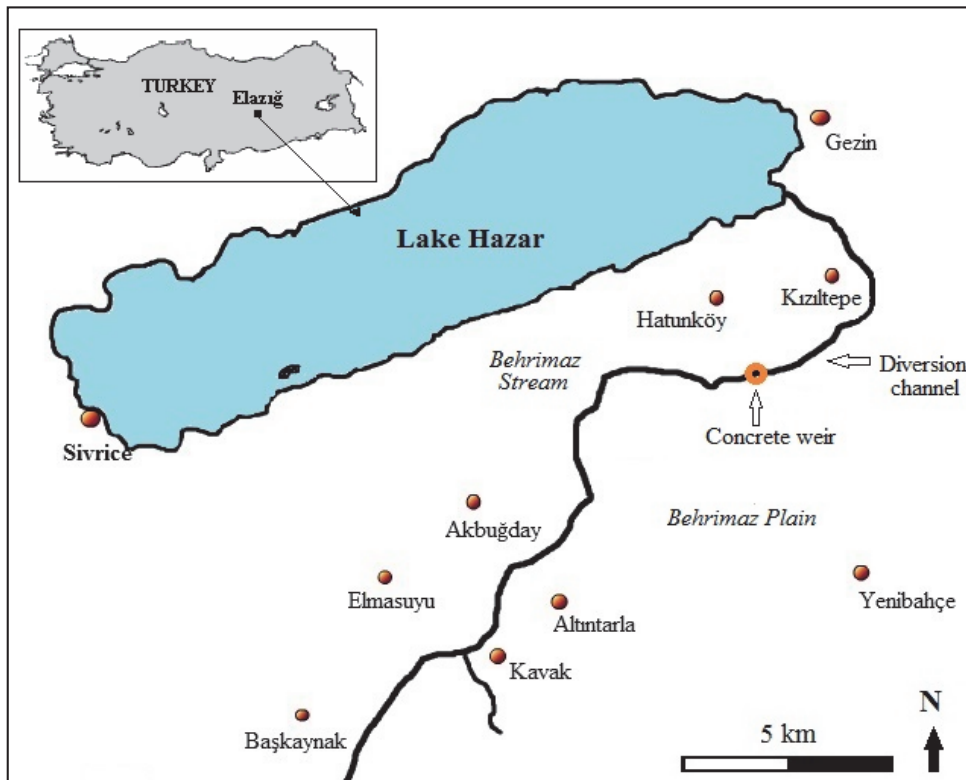 TURKEY
Elazığ
Gezin
Lake Hazar
Kızıltepe
Hatunköy
Behrimaz
Stream
Diversion
channel
Concrete weir
Sivrice
Akbuğday
Behrimaz Plain
Elmasuyu
Altıntarla
Yenibahçe
Kavak
Başkaynak
N
5 km